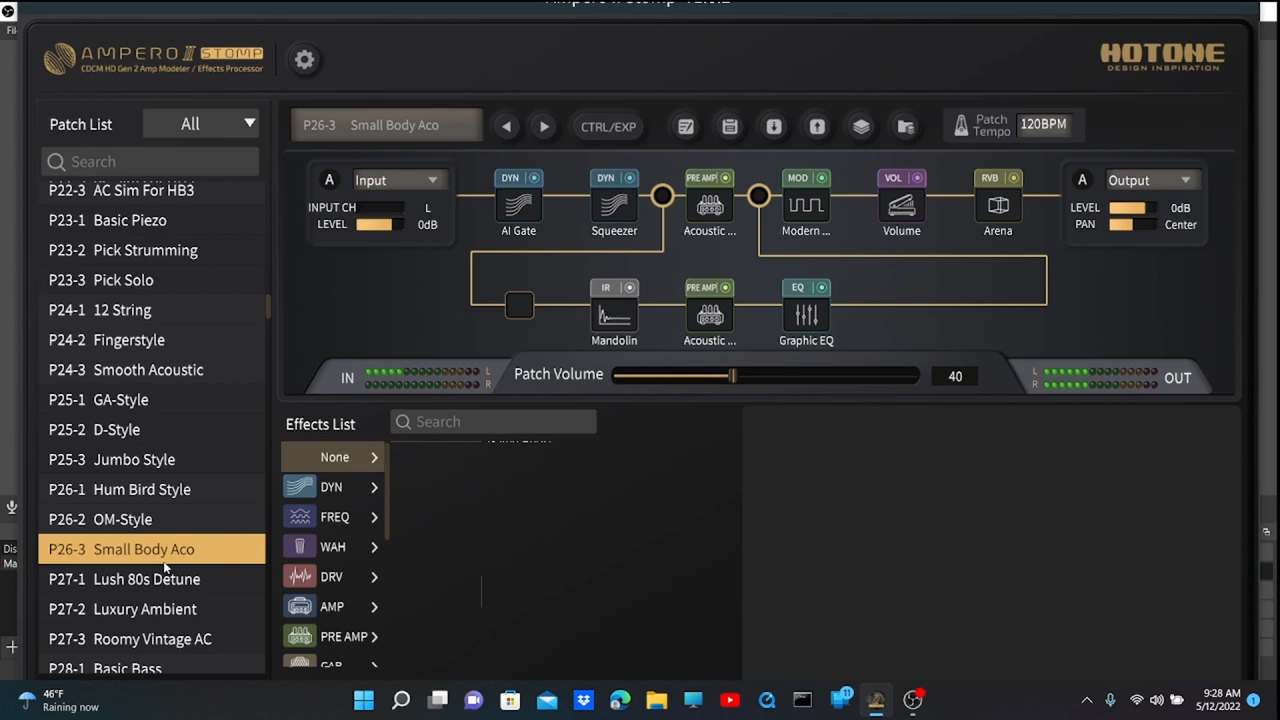 AMPERO II STOMP
CDCM HD Gen 2 Amp Modeler / Effects Processor
HOTONE
DESIGN INSPIRATION
Patch List
All
Search
P22-3 AC Sim For HB3
P23-1 Basic Piezo
P23-2 Pick Strumming
P23-3 Pick Solo
P24-1 12 String
P24-2 Fingerstyle
P24-3 Smooth Acoustic
P25-1 GA-Style
P25-2 D-Style
P25-3 Jumbo Style
P26-1 Hum Bird Style
P26-2 OM-Style
P26-3 Small Body Aco
P27-1 Lush 80s Detune
P27-2 Luxury Ambient
P27-3 Roomy Vintage AC
P28-1 Basic Bass
P26-3 Small Body Aco
CTRL/EXP
Patch Tempo 120BPM
A Input
INPUT CH L
LEVEL 0dB
DYN
AI Gate
DYN
Squeezer
PRE AMP
Acoustic ...
MOD
Modern ...
VOL
Volume
RVB
Arena
A Output
LEVEL 0dB
PAN Center
IR
Mandolin
PRE AMP
Acoustic ...
EQ
Graphic EQ
IN L R
Patch Volume 40
L R OUT
Effects List
Search
None
DYN
FREQ
WAH
DRV
AMP
PRE AMP
CAB
Fil
Dis
Ma
46°F
Raining now
11
9:28 AM
5/12/2022
1